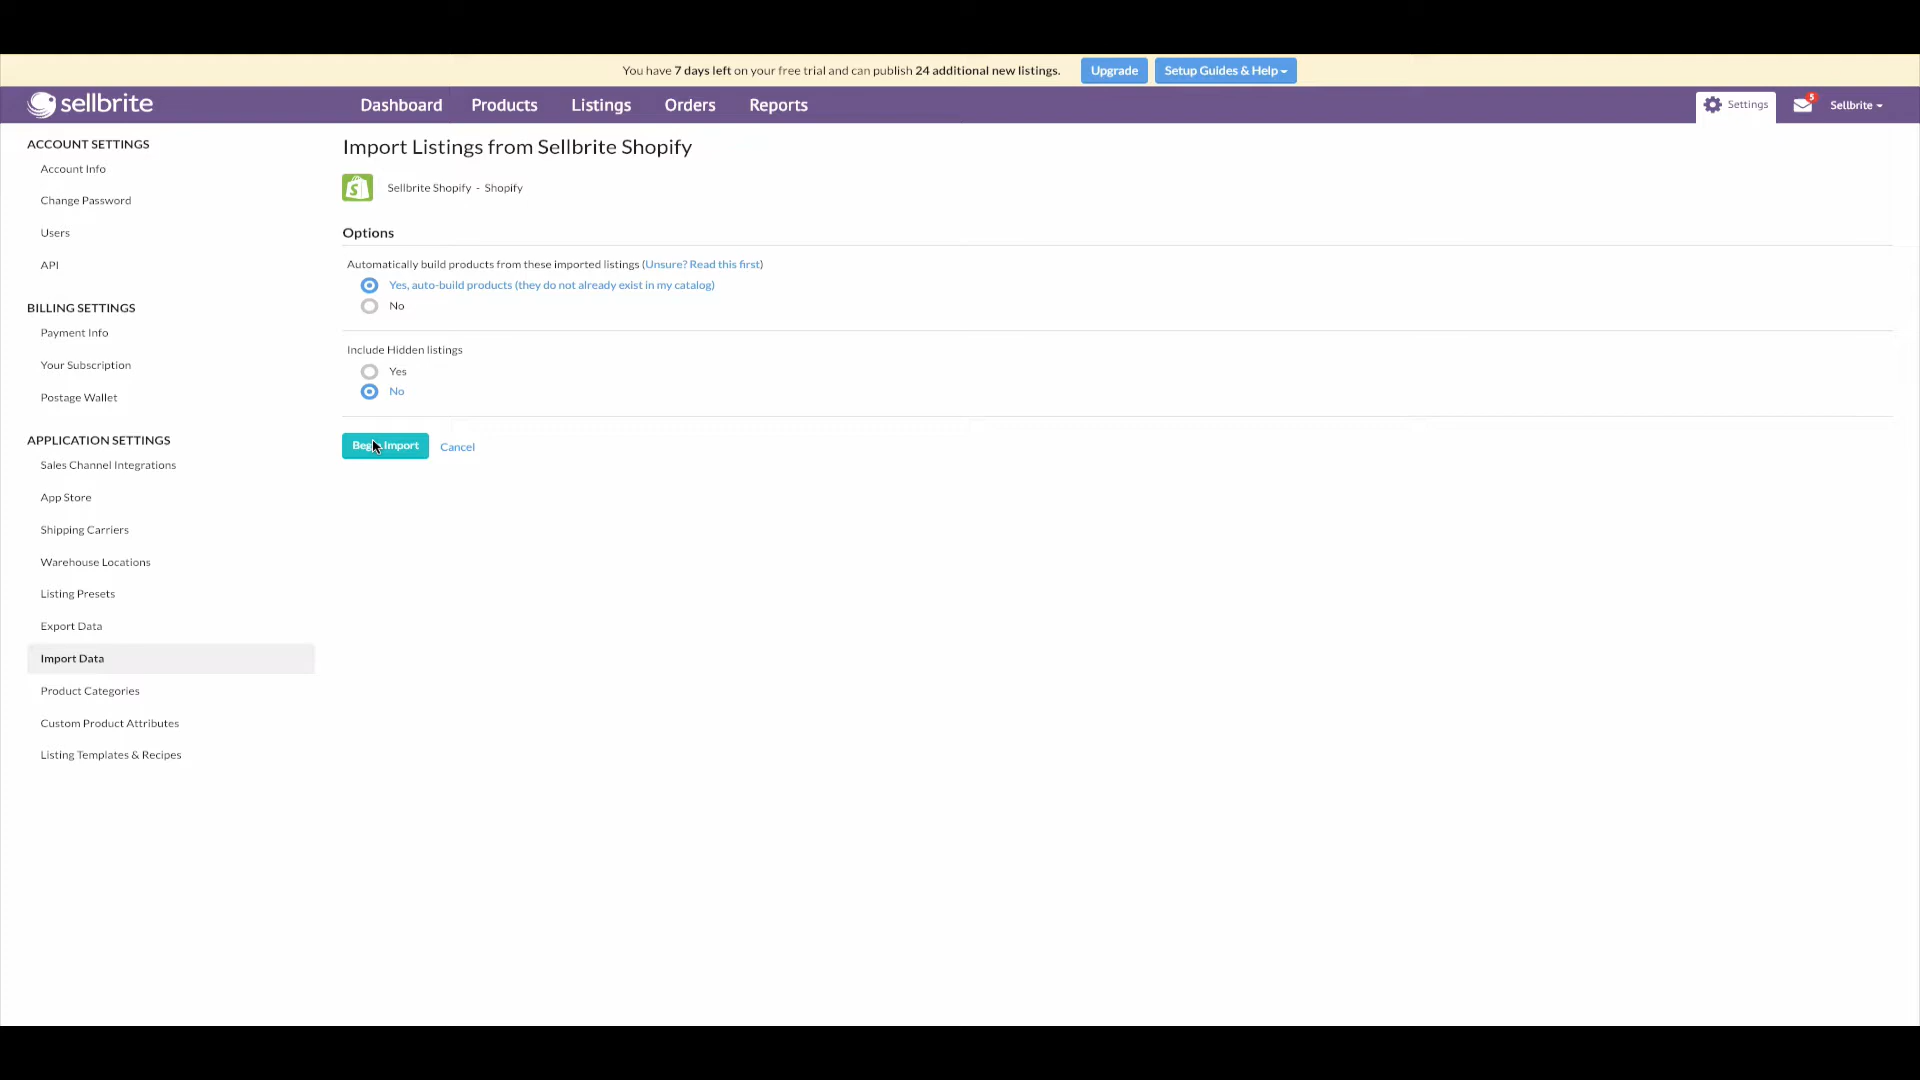 You have 7 days left on your free trial and can publish 24 additional new listings.
Upgrade
Setup Guides & Help
sellbrite
Dashboard
Products
Listings
Orders
Reports
Settings
5
Sellbrite
ACCOUNT SETTINGS
Account Info
Change Password
Users
API
BILLING SETTINGS
Payment Info
Your Subscription
Postage Wallet
APPLICATION SETTINGS
Sales Channel Integrations
App Store
Shipping Carriers
Warehouse Locations
Listing Presets
Export Data
Import Data
Product Categories
Custom Product Attributes
Listing Templates & Recipes
Import Listings from Sellbrite Shopify
Sellbrite Shopify - Shopify
Options
Automatically build products from these imported listings (Unsure? Read this first)
Yes, auto-build products (they do not already exist in my catalog)
No
Include Hidden listings
Yes
No
Begin Import
Cancel